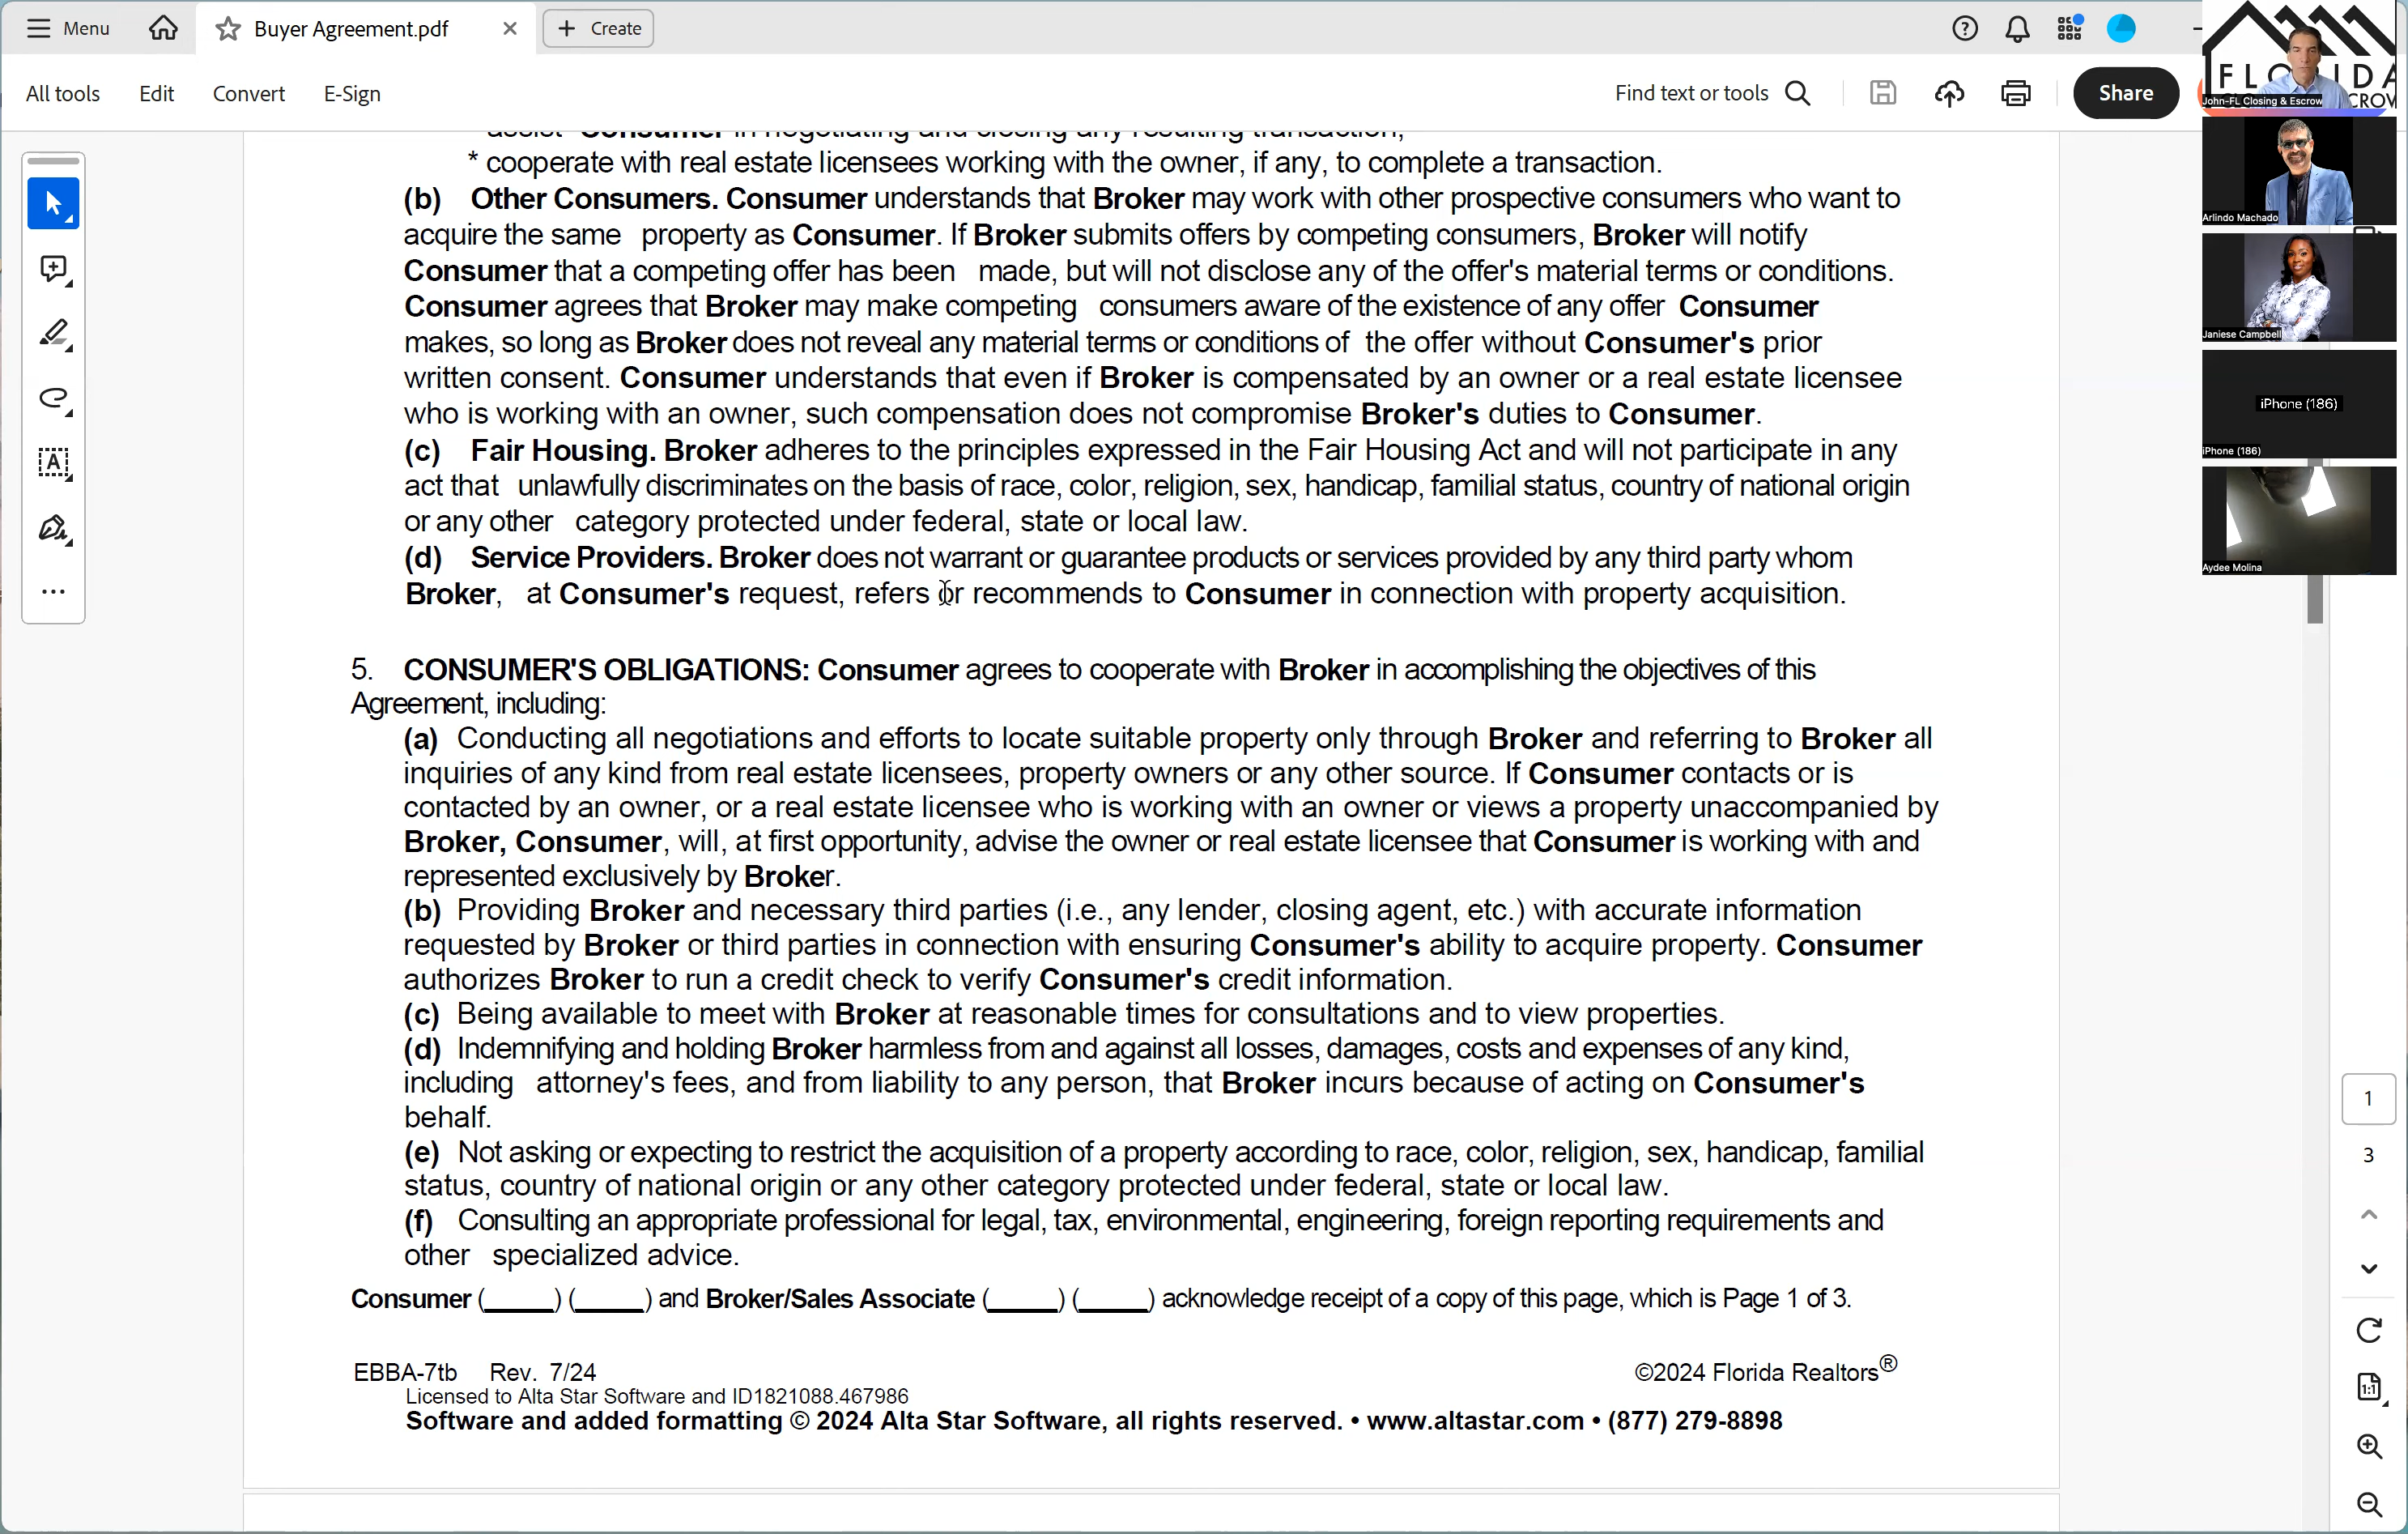 Menu
Buyer Agreement.pdf
Create
All tools Edit Convert E-Sign
Find text or tools
Share
assist Consumer in negotiating and closing any resulting transaction;
* cooperate with real estate licensees working with the owner, if any, to complete a transaction.
(b) Other Consumers. Consumer understands that Broker may work with other prospective consumers who want to
acquire the same property as Consumer. If Broker submits offers by competing consumers, Broker will notify
Consumer that a competing offer has been made, but will not disclose any of the offer's material terms or conditions.
Consumer agrees that Broker may make competing consumers aware of the existence of any offer Consumer
makes, so long as Broker does not reveal any material terms or conditions of the offer without Consumer's prior
written consent. Consumer understands that even if Broker is compensated by an owner or a real estate licensee
who is working with an owner, such compensation does not compromise Broker's duties to Consumer.
(c) Fair Housing. Broker adheres to the principles expressed in the Fair Housing Act and will not participate in any
act that unlawfully discriminates on the basis of race, color, religion, sex, handicap, familial status, country of national origin
or any other category protected under federal, state or local law.
(d) Service Providers. Broker does not warrant or guarantee products or services provided by any third party whom
Broker, at Consumer's request, refers or recommends to Consumer in connection with property acquisition.
5. CONSUMER'S OBLIGATIONS: Consumer agrees to cooperate with Broker in accomplishing the objectives of this
Agreement, including:
(a) Conducting all negotiations and efforts to locate suitable property only through Broker and referring to Broker all
inquiries of any kind from real estate licensees, property owners or any other source. If Consumer contacts or is
contacted by an owner, or a real estate licensee who is working with an owner or views a property unaccompanied by
Broker, Consumer, will, at first opportunity, advise the owner or real estate licensee that Consumer is working with and
represented exclusively by Broker.
(b) Providing Broker and necessary third parties (i.e., any lender, closing agent, etc.) with accurate information
requested by Broker or third parties in connection with ensuring Consumer's ability to acquire property. Consumer
authorizes Broker to run a credit check to verify Consumer's credit information.
(c) Being available to meet with Broker at reasonable times for consultations and to view properties.
(d) Indemnifying and holding Broker harmless from and against all losses, damages, costs and expenses of any kind,
including attorney's fees, and from liability to any person, that Broker incurs because of acting on Consumer's
behalf.
(e) Not asking or expecting to restrict the acquisition of a property according to race, color, religion, sex, handicap, familial
status, country of national origin or any other category protected under federal, state or local law.
(f) Consulting an appropriate professional for legal, tax, environmental, engineering, foreign reporting requirements and
other specialized advice.
Consumer (_____) (_____) and Broker/Sales Associate (_____) (_____) acknowledge receipt of a copy of this page, which is Page 1 of 3.
EBBA-7tb Rev. 7/24 ©2024 Florida Realtors®
Licensed to Alta Star Software and ID1821088.467986
Software and added formatting © 2024 Alta Star Software, all rights reserved. • www.altastar.com • (877) 279-8898
John-FL Closing & Escrow
Arlindo Machado
Janiese Campbell
iPhone (186)
iPhone (186)
Aydee Molina
1
3
1:1